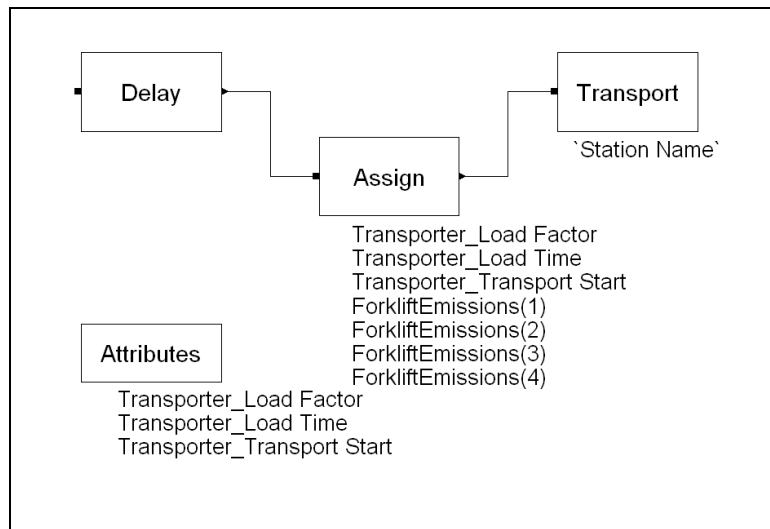 Delay
Transport
`Station Name`
Assign
Transporter_Load Factor
Transporter_Load Time
Transporter_Transport Start
ForkliftEmissions(1)
ForkliftEmissions(2)
ForkliftEmissions(3)
ForkliftEmissions(4)
Attributes
Transporter_Load Factor
Transporter_Load Time
Transporter_Transport Start